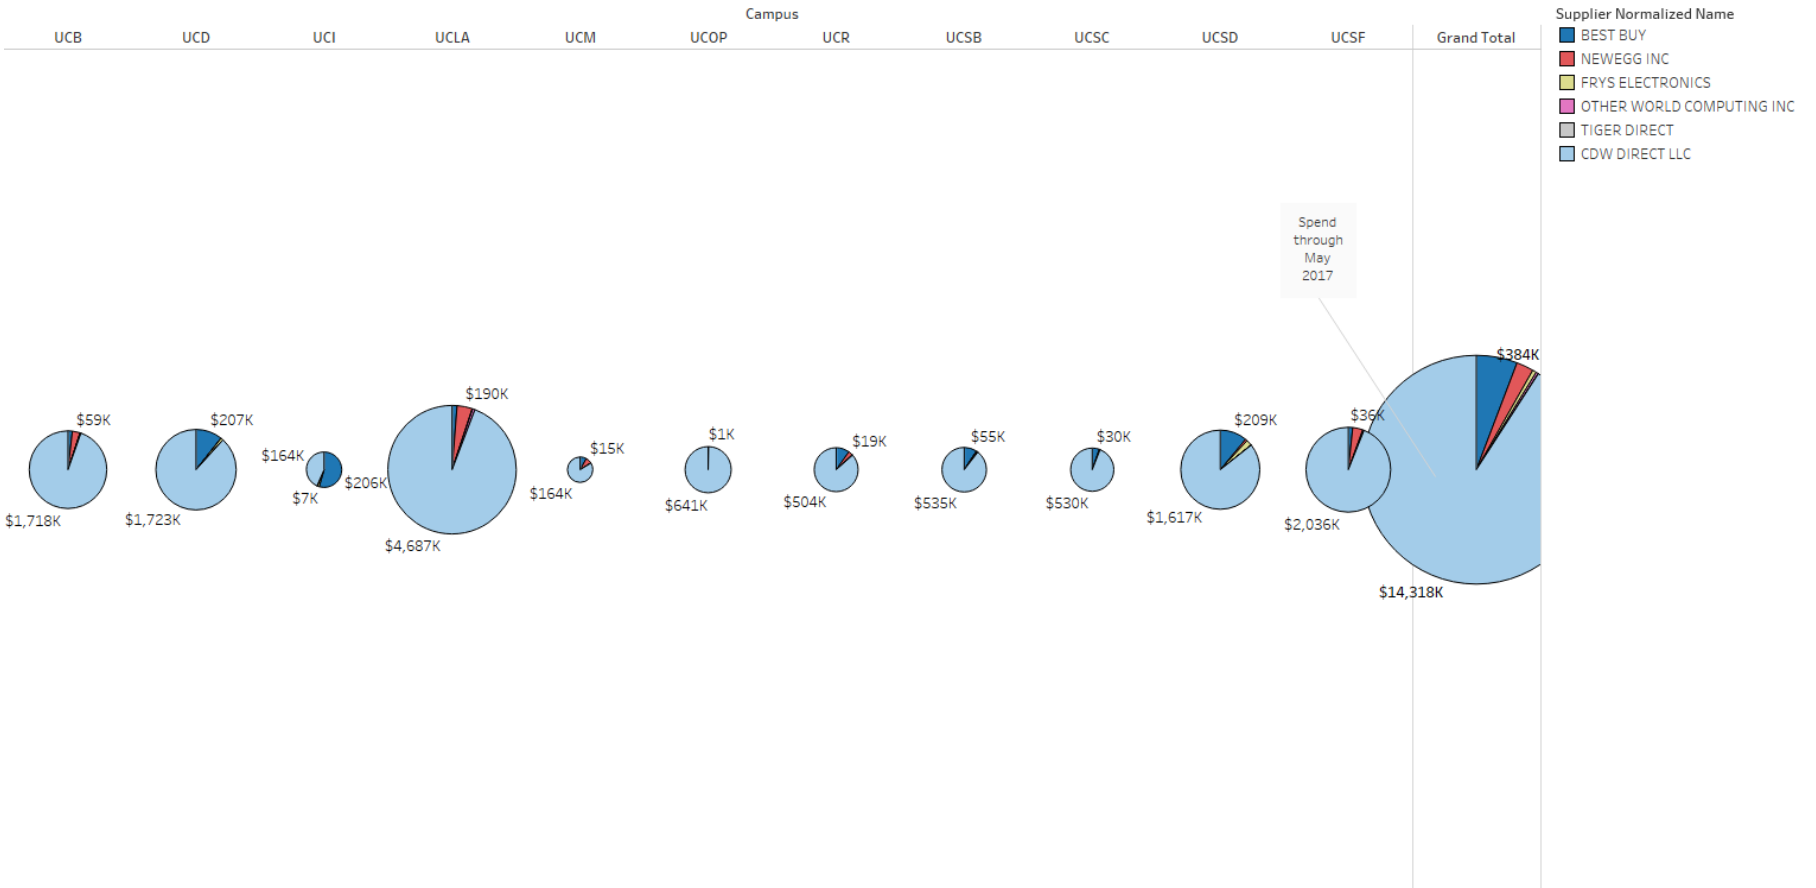 Campus
UCB UCD UCI UCLA UCM UCOP UCR UCSB UCSC UCSD UCSF Grand Total
Supplier Normalized Name
BEST BUY
NEWEGG INC
FRYS ELECTRONICS
OTHER WORLD COMPUTING INC
TIGER DIRECT
CDW DIRECT LLC
Spend
through
May
2017
$59K
$1,718K
$207K
$1,723K
$164K
$206K
$7K
$190K
$4,687K
$15K
$164K
$1K
$641K
$19K
$504K
$55K
$535K
$30K
$530K
$209K
$1,617K
$36K
$2,036K
$384K
$14,318K